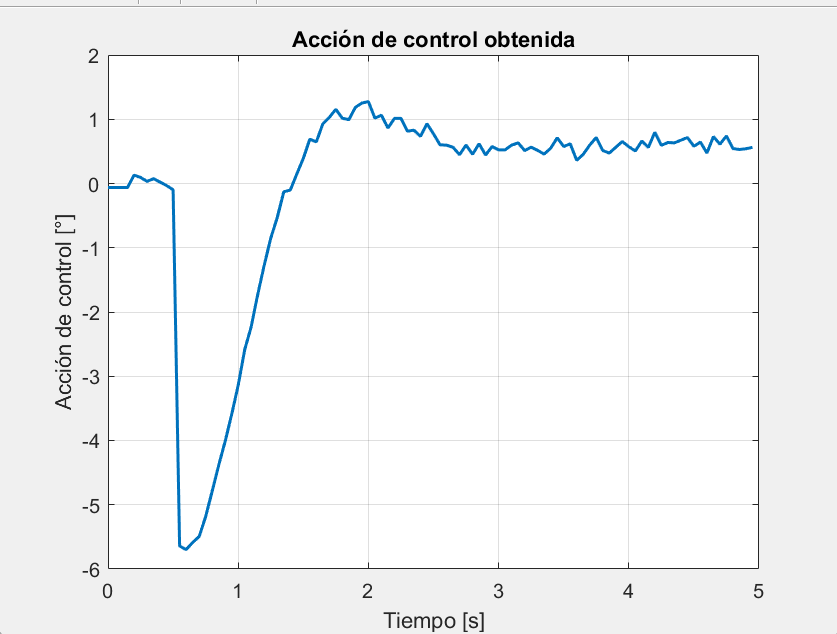 Acción de control obtenida
Acción de control [°]
2
1
0
-1
-2
-3
-4
-5
-6
0 1 2 3 4 5
Tiempo [s]